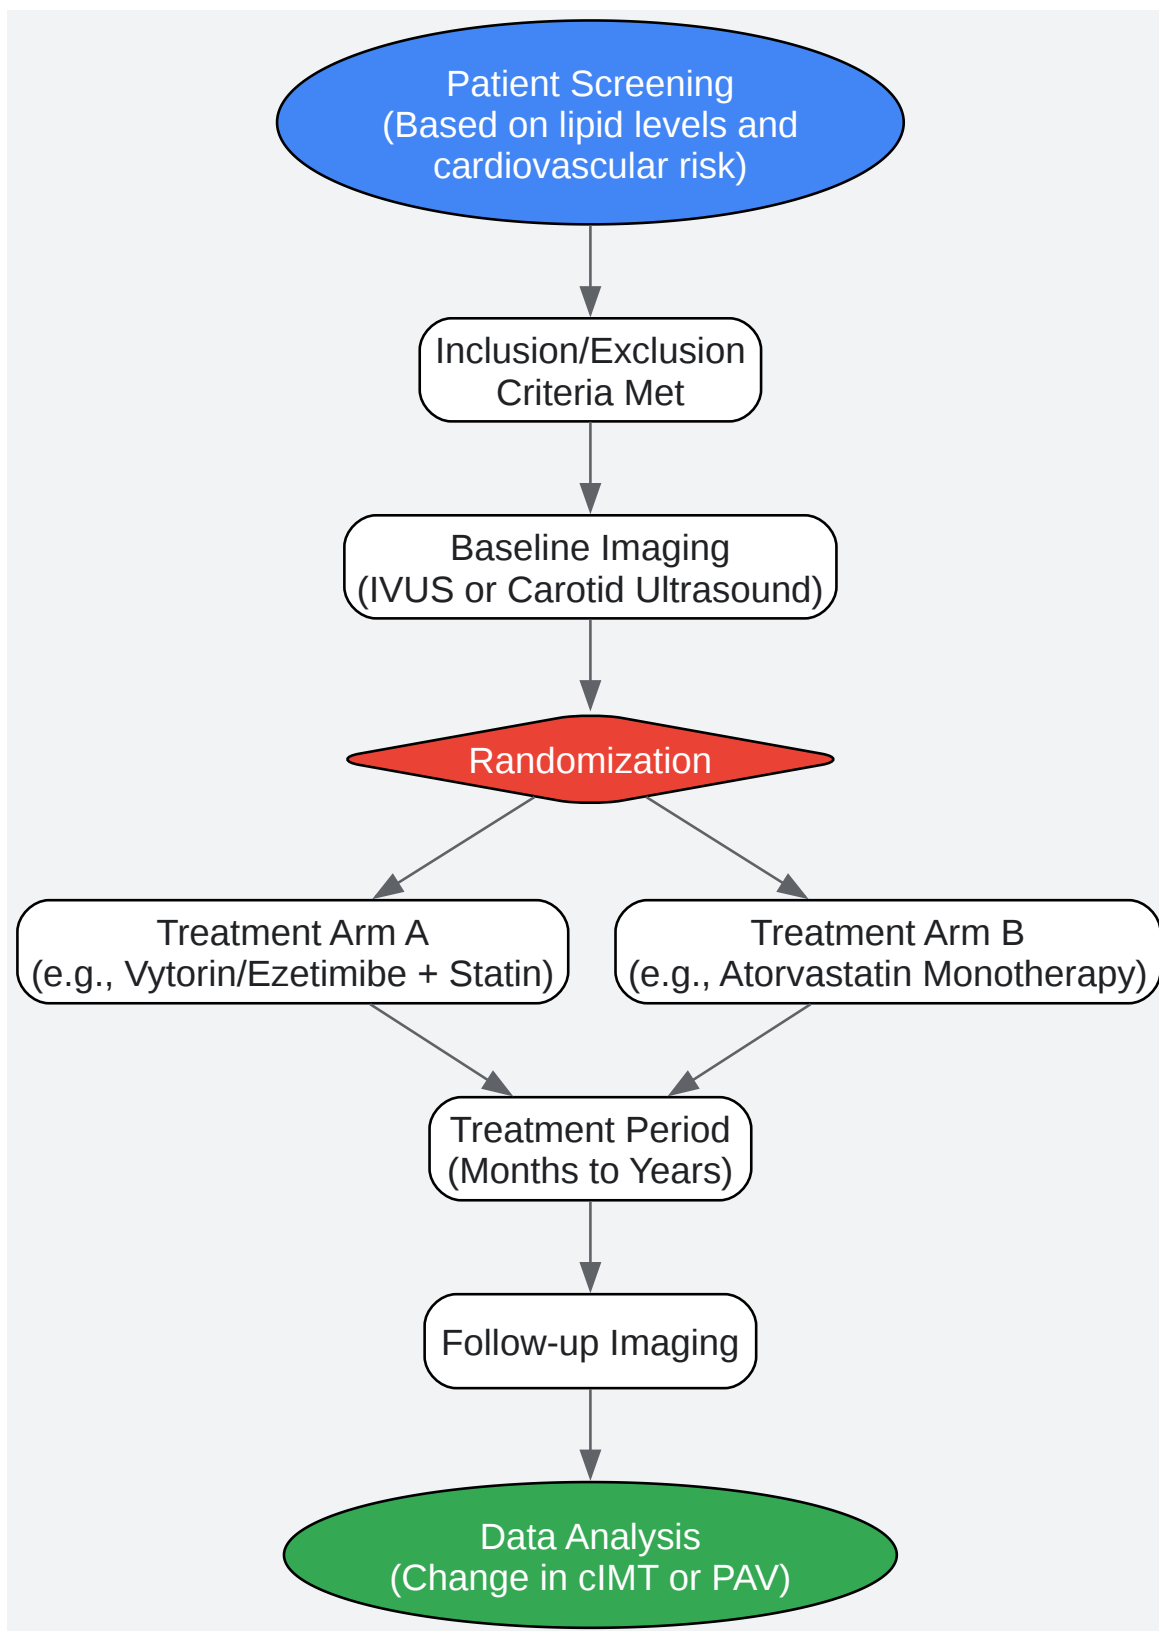 Patient Screening
(Based on lipid levels and
cardiovascular risk)
Inclusion/Exclusion
Criteria Met
Baseline Imaging
(IVUS or Carotid Ultrasound)
Randomization
Treatment Arm A
(e.g., Vytorin/Ezetimibe + Statin)
Treatment Arm B
(e.g., Atorvastatin Monotherapy)
Treatment Period
(Months to Years)
Follow-up Imaging
Data Analysis
(Change in cIMT or PAV)